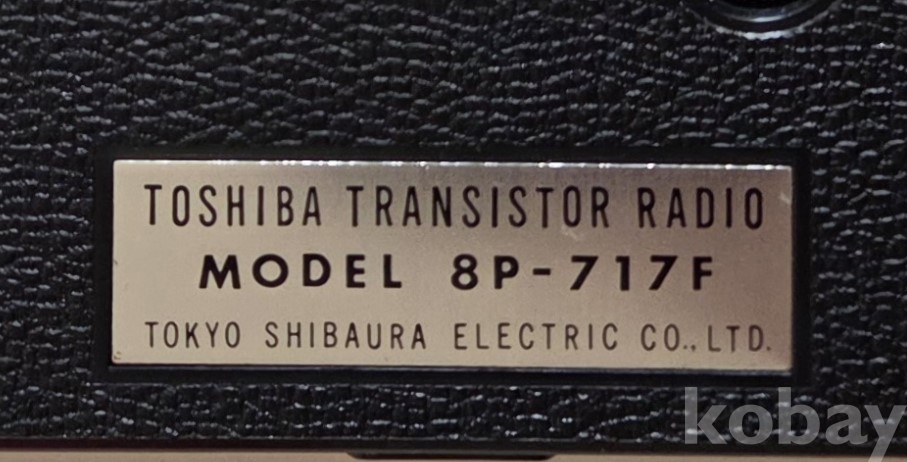 TOSHIBA TRANSISTOR RADIO
MODEL 8P-717F
TOKYO SHIBAURA ELECTRIC CO., LTD.
kobay